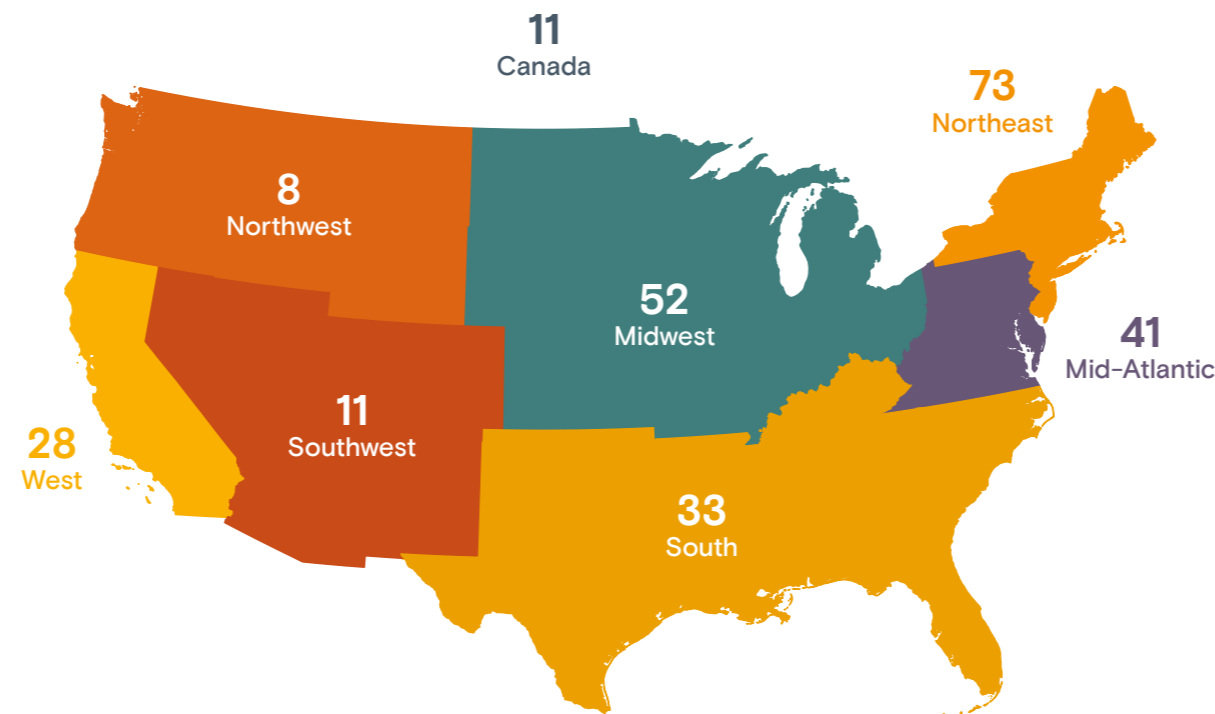 11
Canada
73
Northeast
8
Northwest
52
Midwest
41
Mid-Atlantic
11
Southwest
28
West
33
South